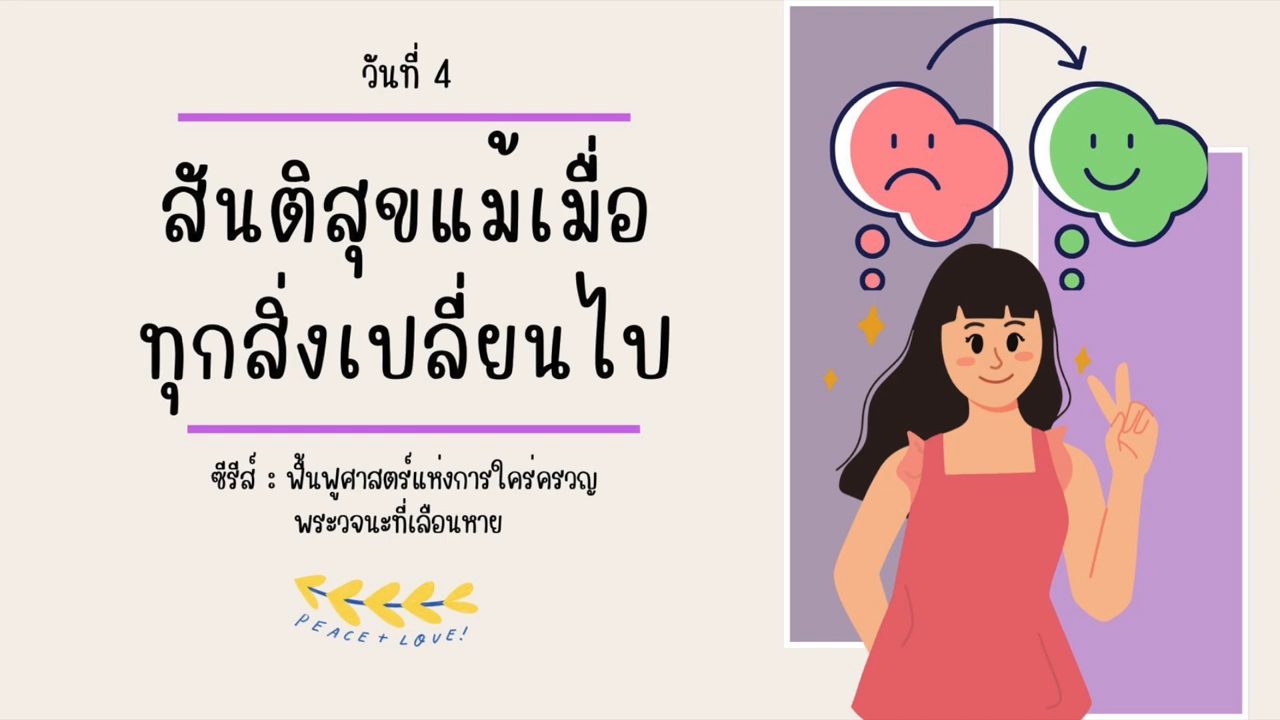 วันที่ 4
สันติสุขแม้เมื่อ
ทุกสิ่งเปลี่ยนไป
ซีรีส์ : ฟื้นฟูศาสตร์แห่งการใคร่ครวญ
พระวจนะที่เลือนหาย
PEACE + LOVE!